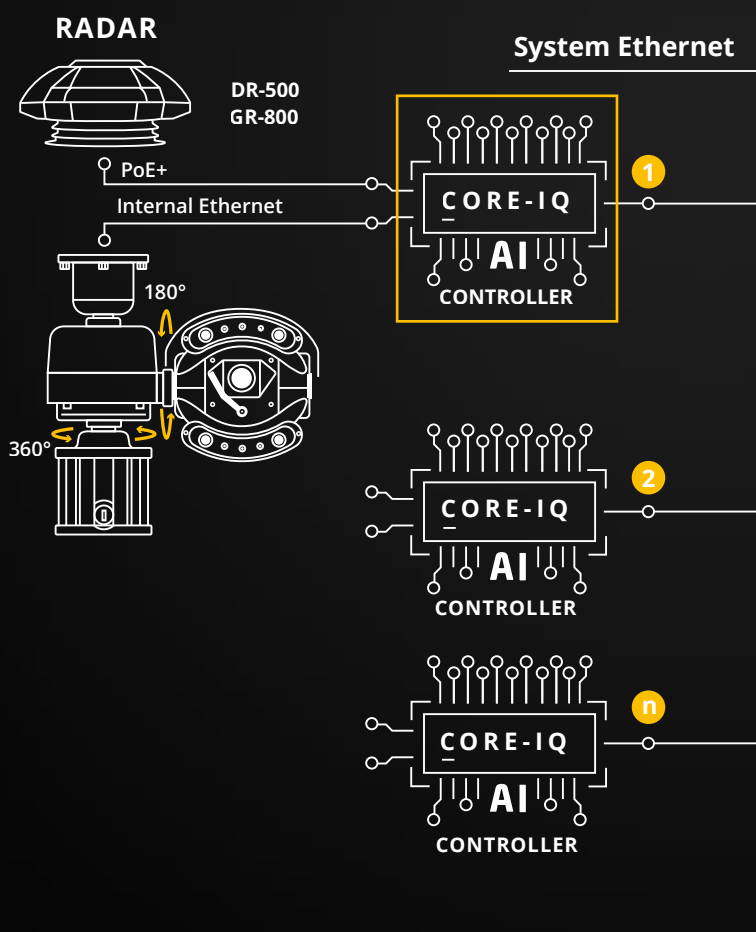 RADAR
System Ethernet
DR-500
GR-800
PoE+
Internal Ethernet
1
CORE-IQ
AI
CONTROLLER
180°
360°
2
CORE-IQ
AI
CONTROLLER
n
CORE-IQ
AI
CONTROLLER